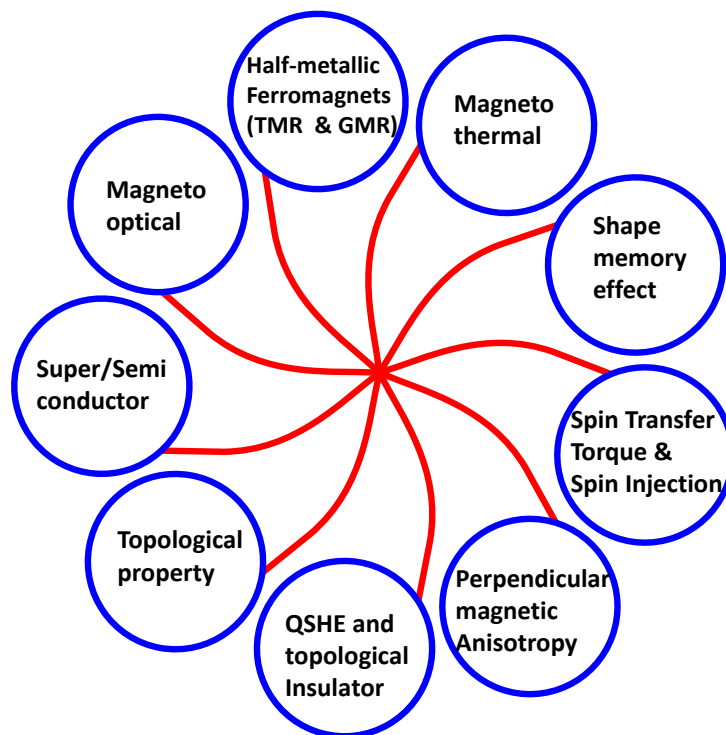 Half-metallic
Ferromagnets
(TMR & GMR)
Magneto
thermal
Shape
memory
effect
Spin Transfer
Torque &
Spin Injection
Perpendicular
magnetic
Anisotropy
QSHE and
topological
Insulator
Topological
property
Super/Semi
conductor
Magneto
optical